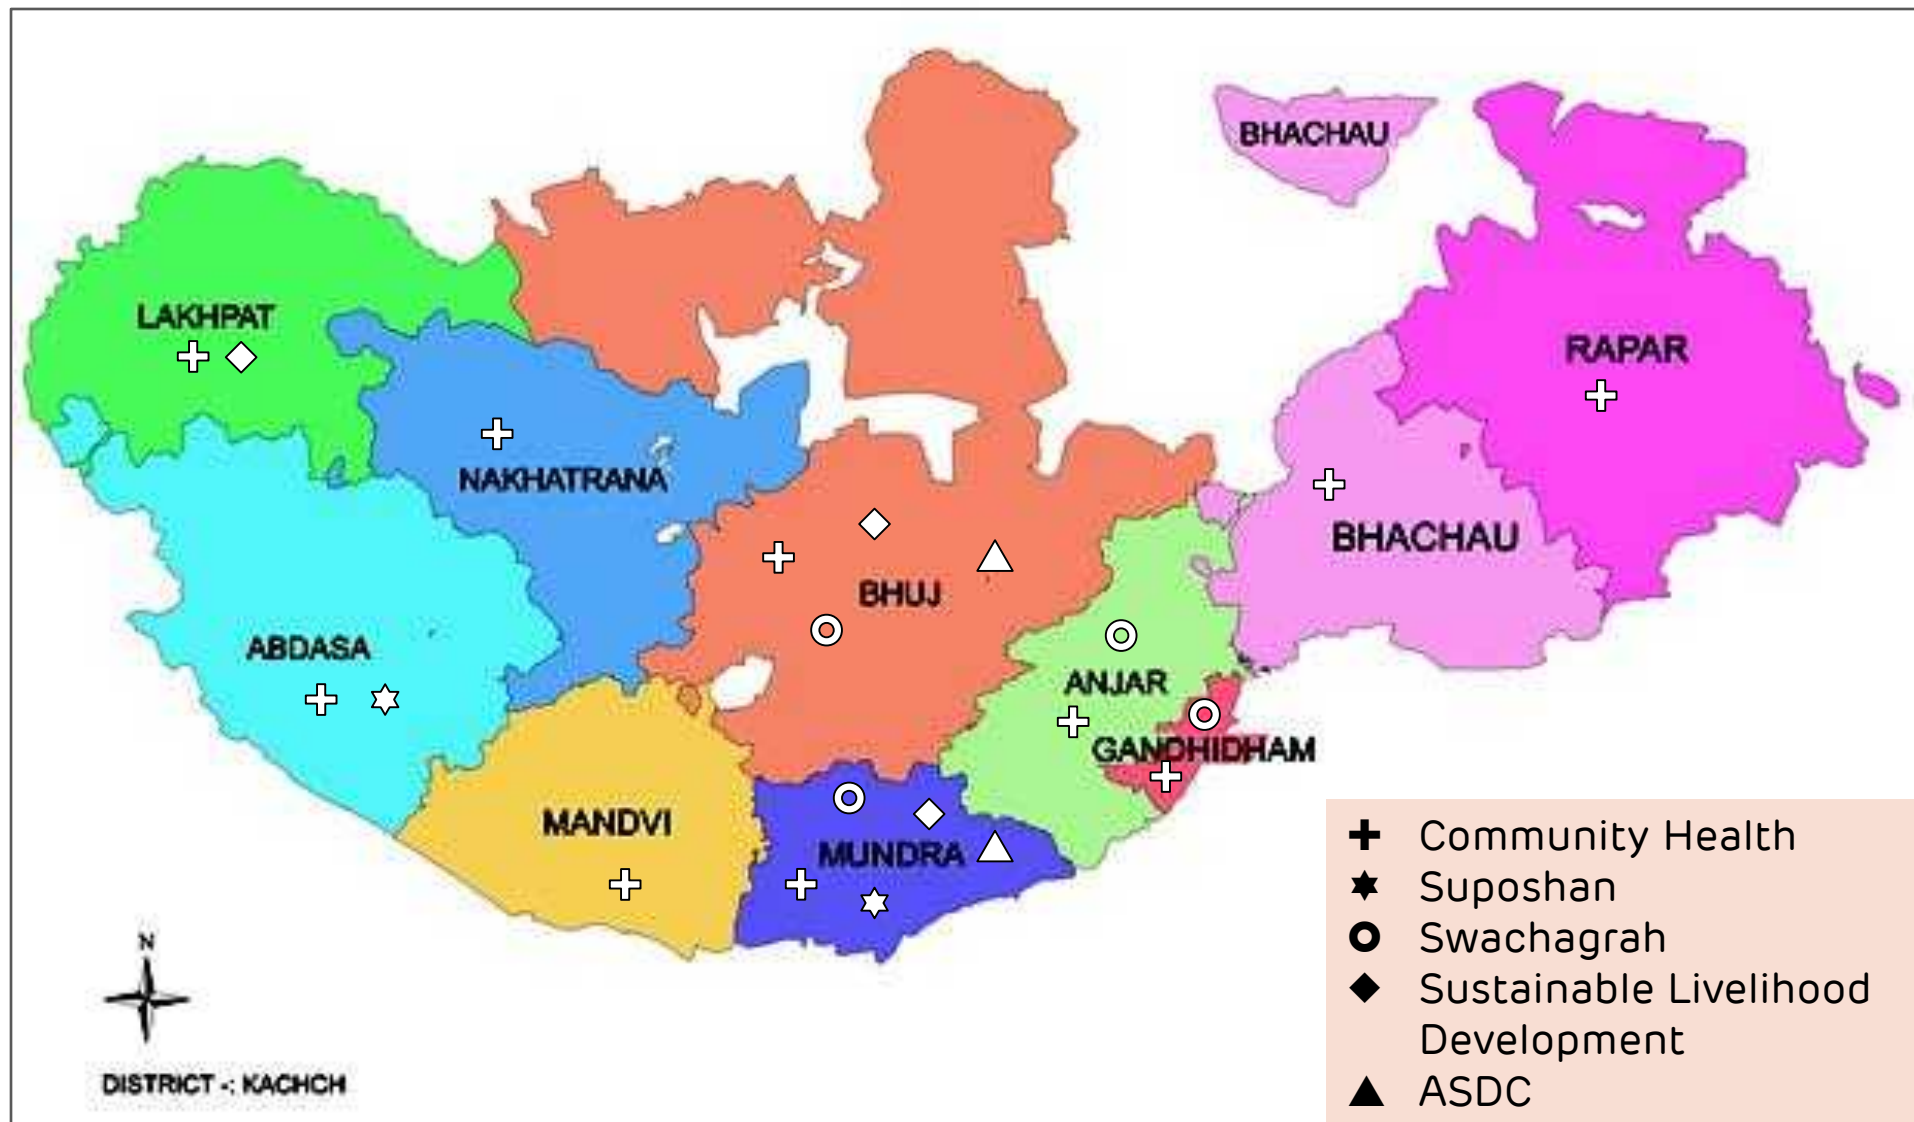 BHACHAU
LAKHPAT
RAPAR
NAKHATRANA
BHACHAU
BHUJ
ABDASA
ANJAR
GANDHIDHAM
MANDVI
MUNDRA
Community Health
Suposhan
Swachagrah
Sustainable Livelihood
Development
ASDC
N
DISTRICT -: KACHCH